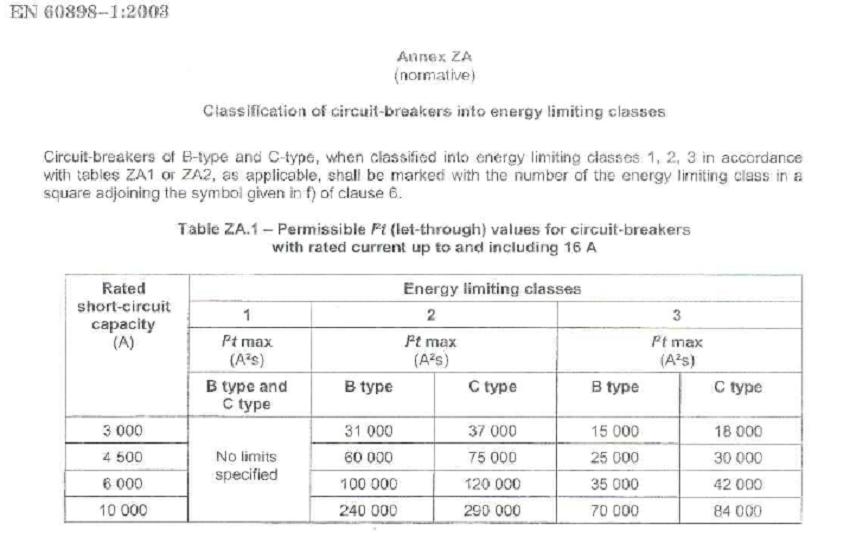 EN 60898–1:2003
Annex ZA
(normative)
Classification of circuit-breakers into energy limiting classes
Circuit-breakers of B-type and C-type, when classified into energy limiting classes 1, 2, 3 in accordance
with tables ZA1 or ZA2, as applicable, shall be marked with the number of the energy limiting class in a
square adjoining the symbol given in f) of clause 6.
Table ZA.1 – Permissible I²t (let-through) values for circuit-breakers
with rated current up to and including 16 A
Rated short-circuit capacity (A)
Energy limiting classes
1 2 3
I²t max (A²s) I²t max (A²s) I²t max (A²s)
B type and C type B type C type B type C type
3 000 31 000 37 000 15 000 18 000
4 500 No limits specified 60 000 75 000 25 000 30 000
6 000 100 000 120 000 35 000 42 000
10 000 240 000 290 000 70 000 84 000